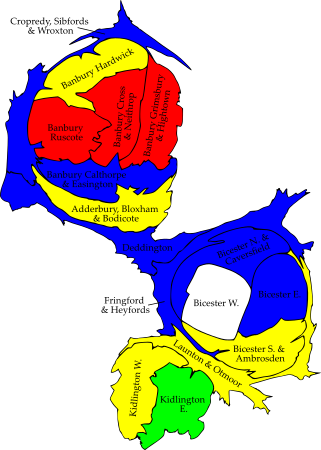 Cropredy, Sibfords
& Wroxton
Banbury Hardwick
Banbury
Ruscote
Banbury Cross
& Neithrop
Banbury Grimsbury
& Hightown
Banbury Calthorpe
& Easington
Adderbury, Bloxham
& Bodicote
Deddington
Bicester N. &
Caversfield
Fringford
& Heyfords
Bicester W.
Bicester E.
Bicester S. &
Ambrosden
Launton & Otmoor
Kidlington W.
Kidlington
E.